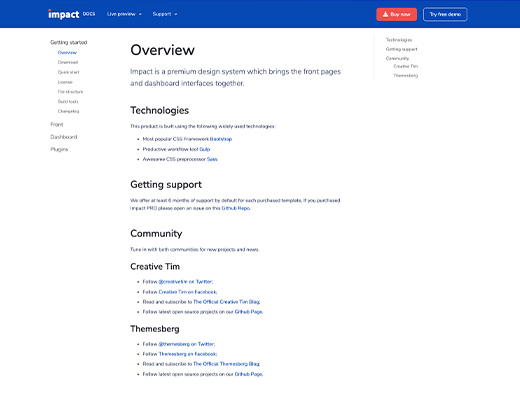 impact DOCS
Live preview
Support
Buy now
Try free demo
Getting started
Overview
Download
Quick start
License
File structure
Build tools
Changelog
Front
Dashboard
Plugins
Overview
Impact is a premium design system which brings the front pages
and dashboard interfaces together.
Technologies
This product is built using the following widely used technologies:
Most popular CSS Framework Bootstrap
Productive workflow tool Gulp
Awesome CSS preprocessor Sass
Getting support
We offer at least 6 months of support by default for each purchased template. If you purchased
Impact PRO please open an issue on this Github Repo.
Community
Tune in with both communities for new projects and news.
Creative Tim
Follow @creativetim on Twitter;
Follow Creative Tim on Facebook;
Read and subscribe to The Official Creative Tim Blog;
Follow latest open source projects on our Github Page.
Themesberg
Follow @themesberg on Twitter;
Follow Themesberg on Facebook;
Read and subscribe to The Official Themesberg Blog;
Follow latest open source projects on our Github Page.
Technologies
Getting support
Community
Creative Tim
Themesberg